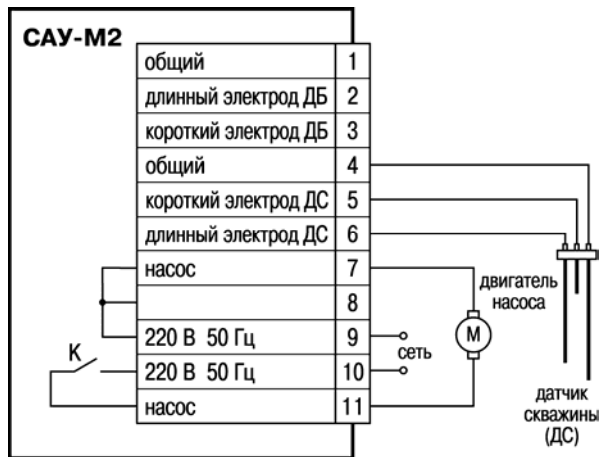 САУ-М2
общий 1
длинный электрод ДБ 2
короткий электрод ДБ 3
общий 4
короткий электрод ДС 5
длинный электрод ДС 6
насос 7
8
220 В 50 Гц 9
220 В 50 Гц 10
насос 11
К
сеть
двигатель
насоса
М
датчик
скважины
(ДС)